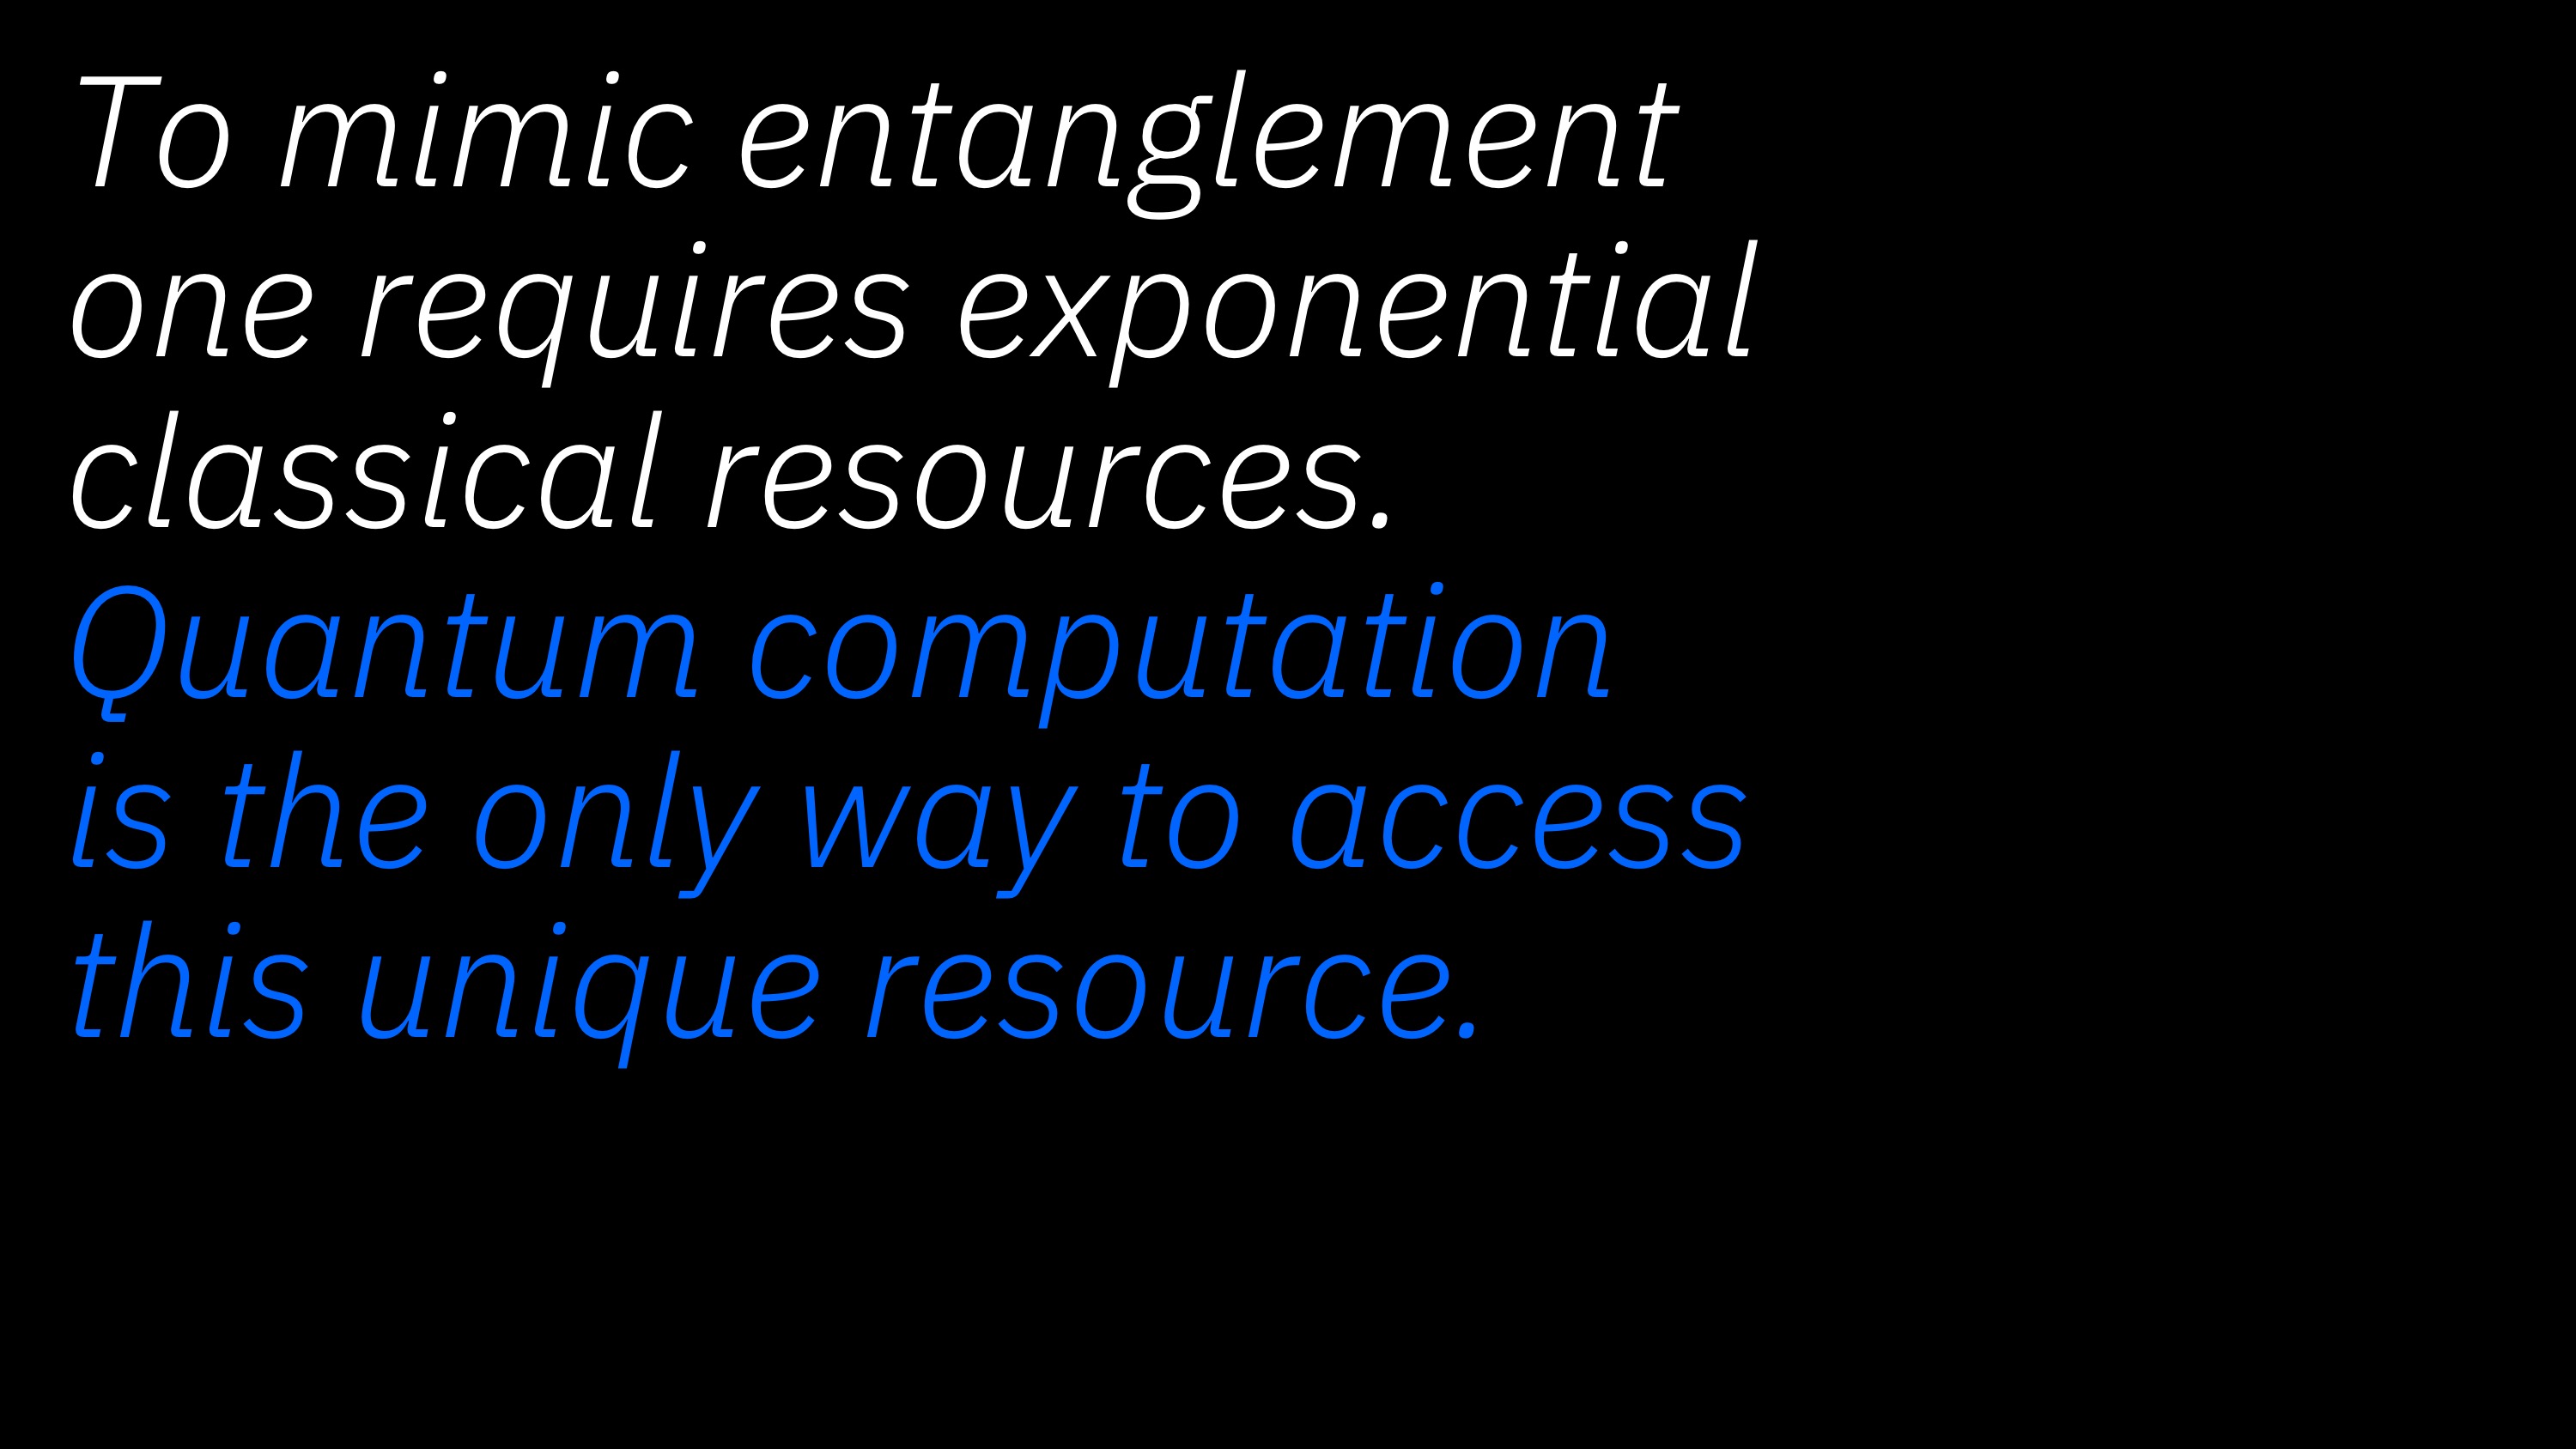 To mimic entanglement
one requires exponential
classical resources.
Quantum computation
is the only way to access
this unique resource.